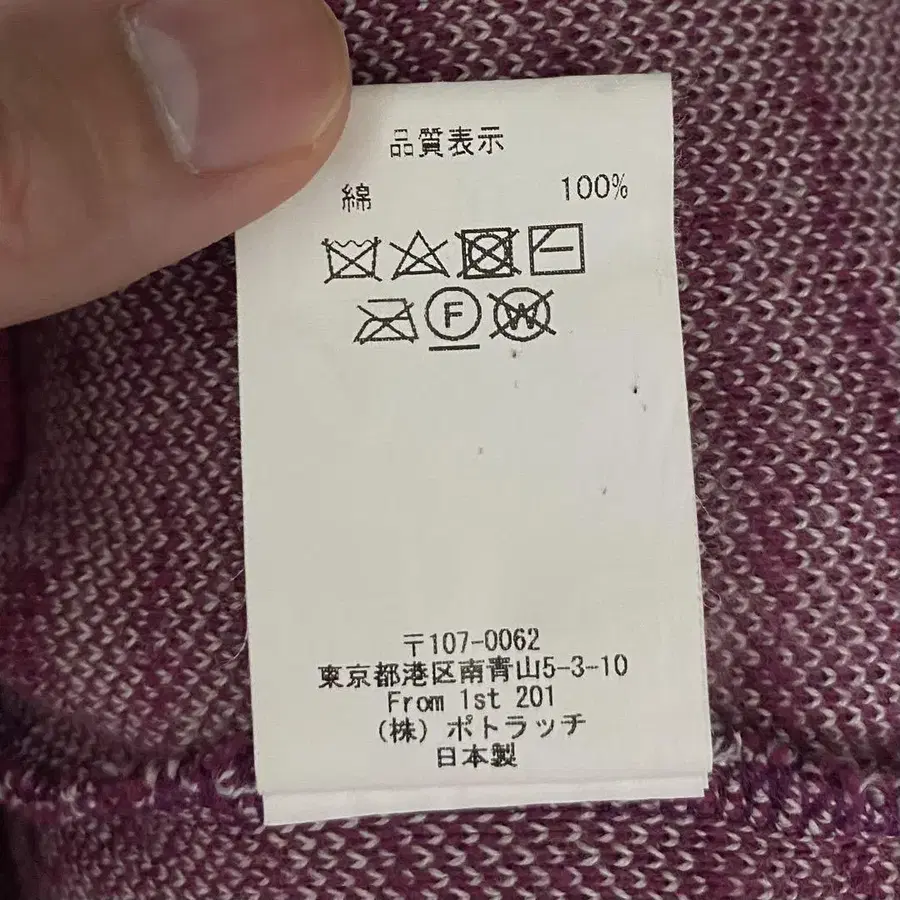 品質表示
綿 100%
F W
〒107-0062
東京都港区南青山5-3-10
From 1st 201
(株) ポトラッチ
日本製